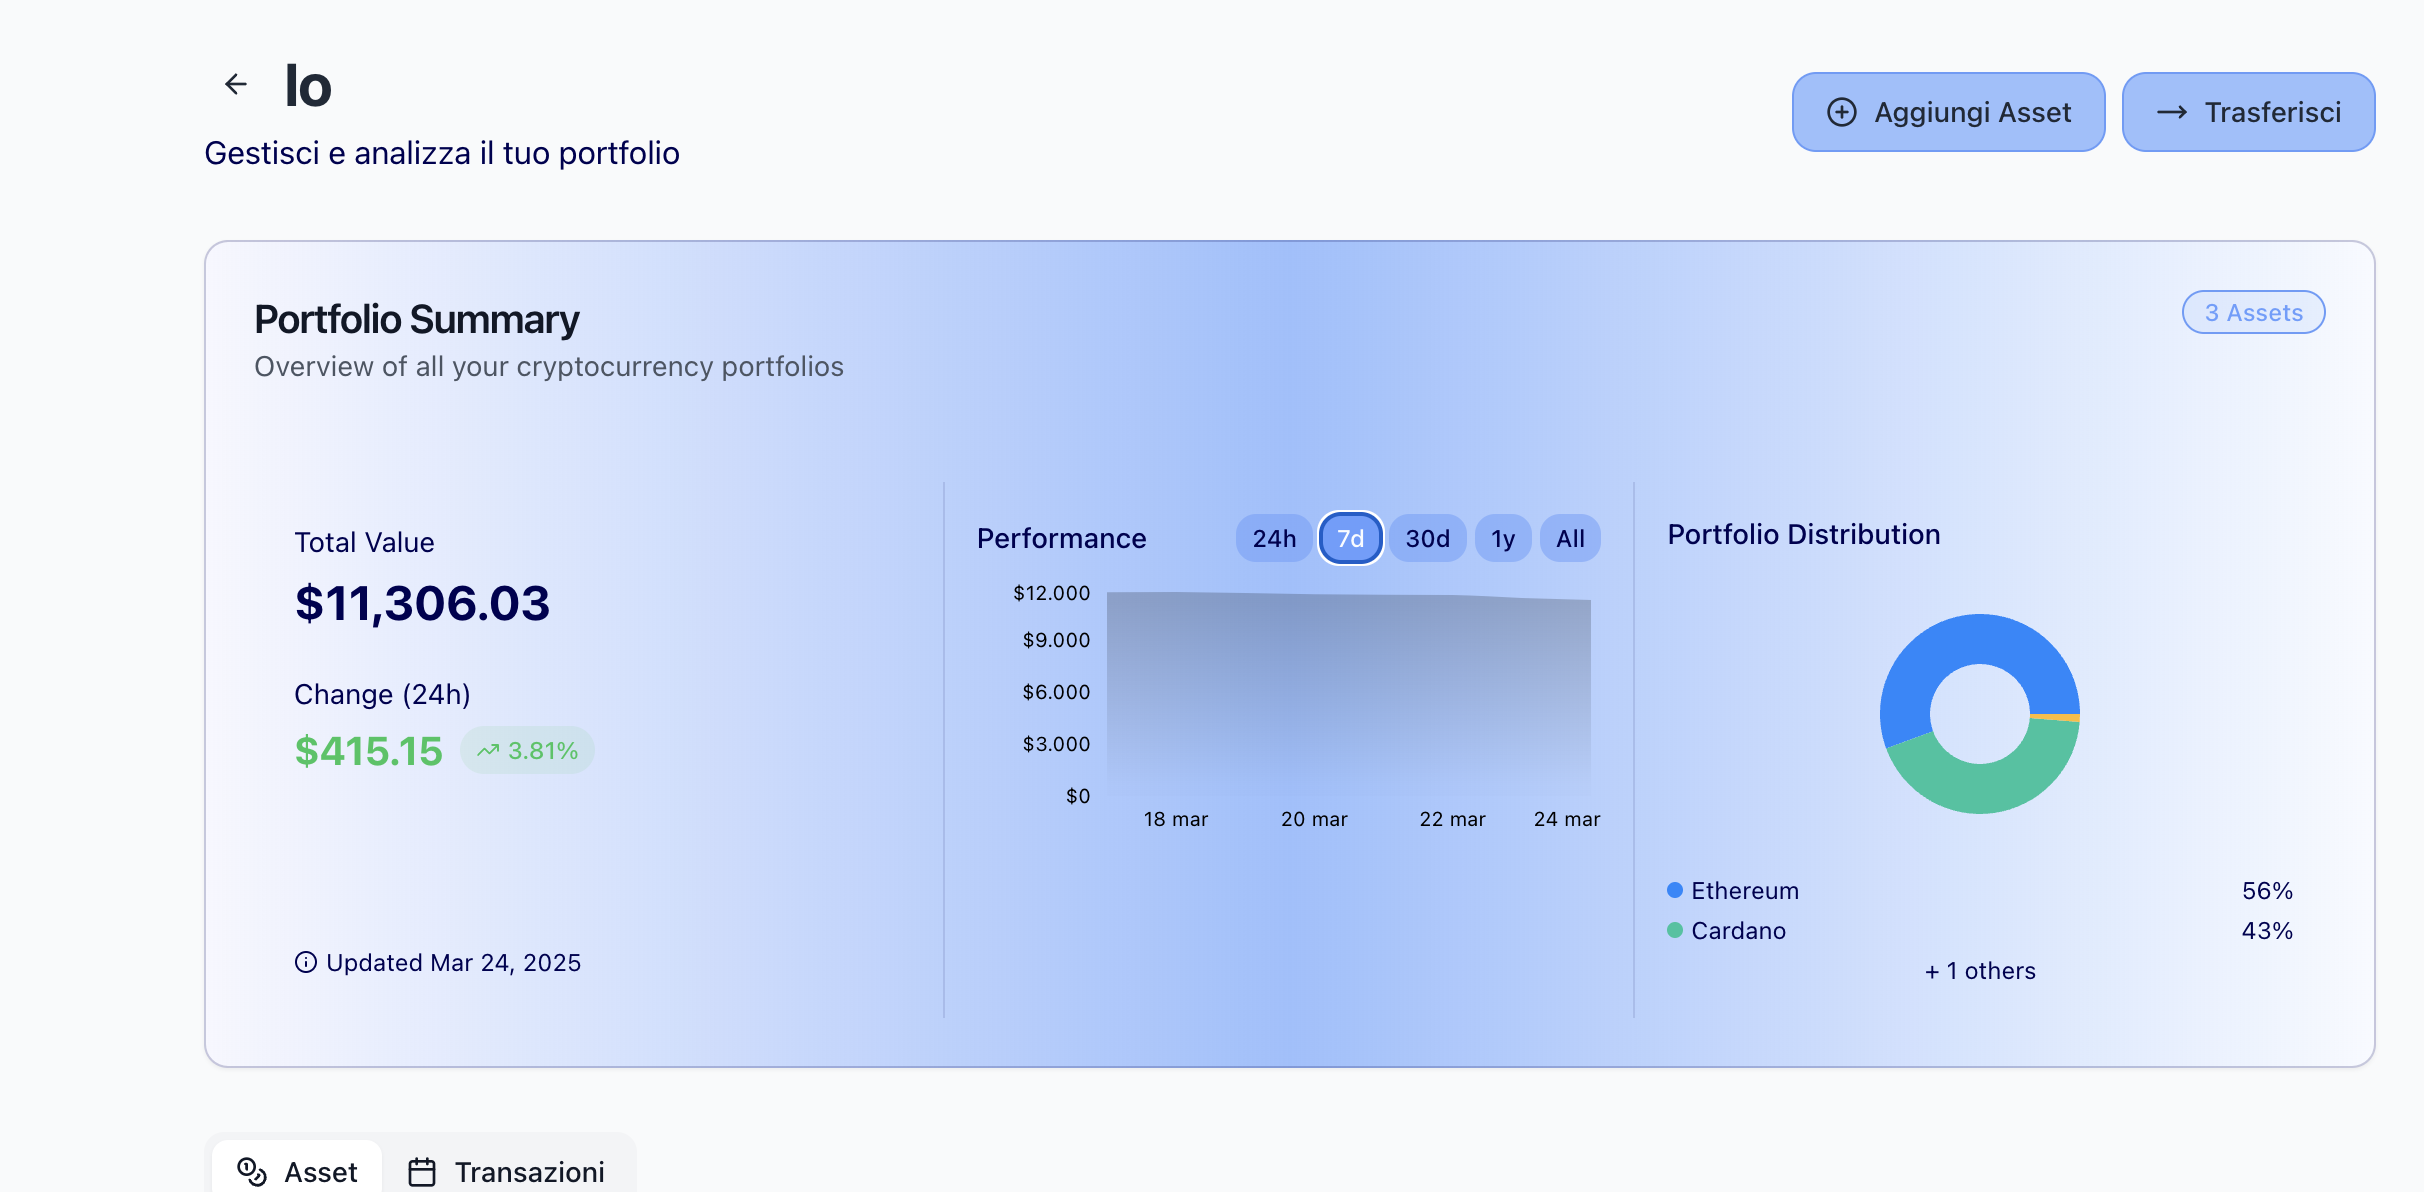 Io
Gestisci e analizza il tuo portfolio
Aggiungi Asset
Trasferisci
Portfolio Summary
Overview of all your cryptocurrency portfolios
3 Assets
Total Value
$11,306.03
Change (24h)
$415.15
3.81%
Updated Mar 24, 2025
Performance
24h
7d
30d
1y
All
$12.000
$9.000
$6.000
$3.000
$0
18 mar
20 mar
22 mar
24 mar
Portfolio Distribution
Ethereum 56%
Cardano 43%
+ 1 others
Asset
Transazioni